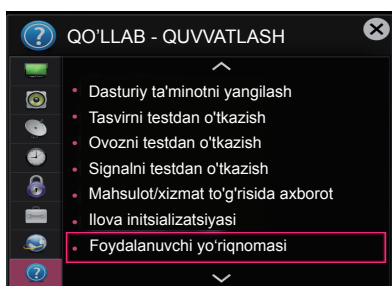 QO'LLAB - QUVVATLASH
Dasturiy ta'minotni yangilash
Tasvirni testdan o'tkazish
Ovozni testdan o'tkazish
Signalni testdan o'tkazish
Mahsulot/xizmat to'g'risida axborot
Ilova initsializatsiyasi
Foydalanuvchi yo‘riqnomasi